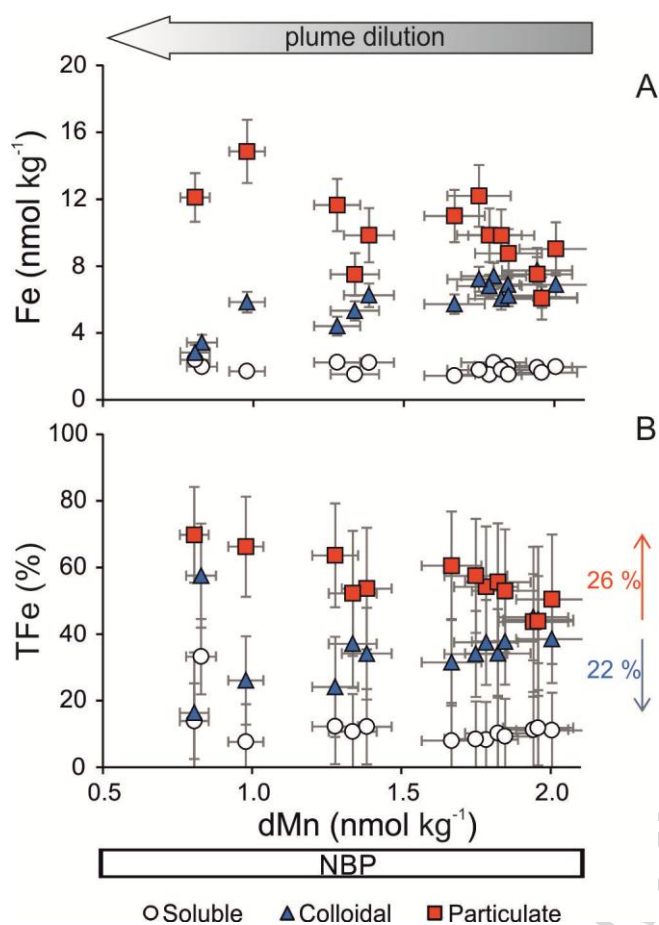 plume dilution
A
20
16
12
8
4
0
Fe (nmol kg-1)
B
100
80
60
40
20
0
TFe (%)
26 %
22 %
0.5 1.0 1.5 2.0
dMn (nmol kg-1)
NBP
Soluble Colloidal Particulate